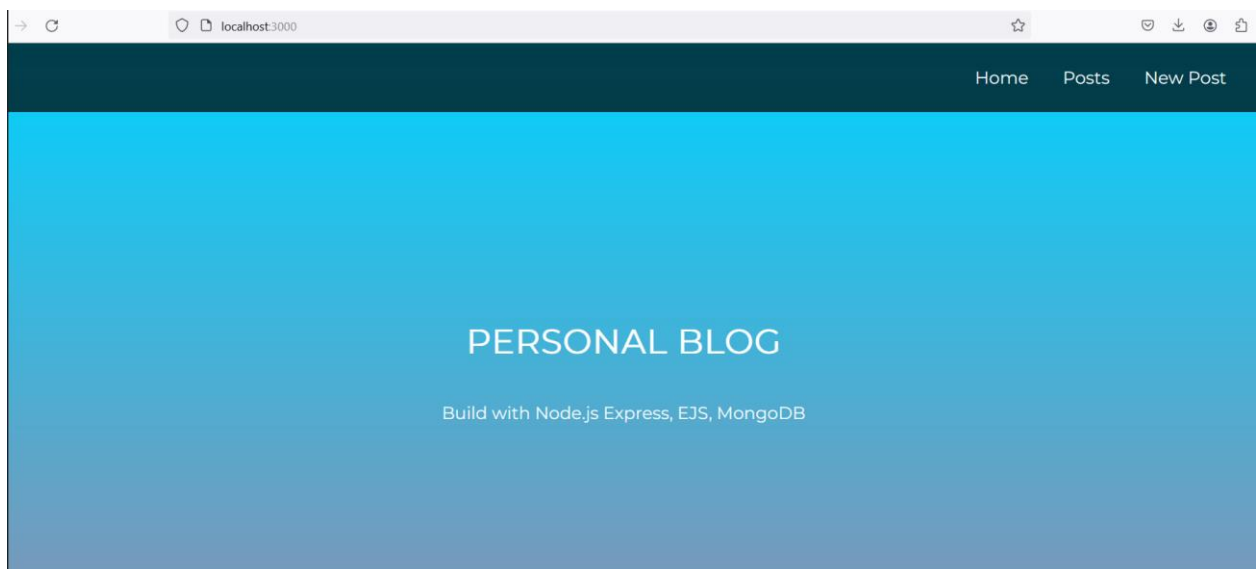 localhost:3000
Home Posts New Post
PERSONAL BLOG
Build with Node.js Express, EJS, MongoDB